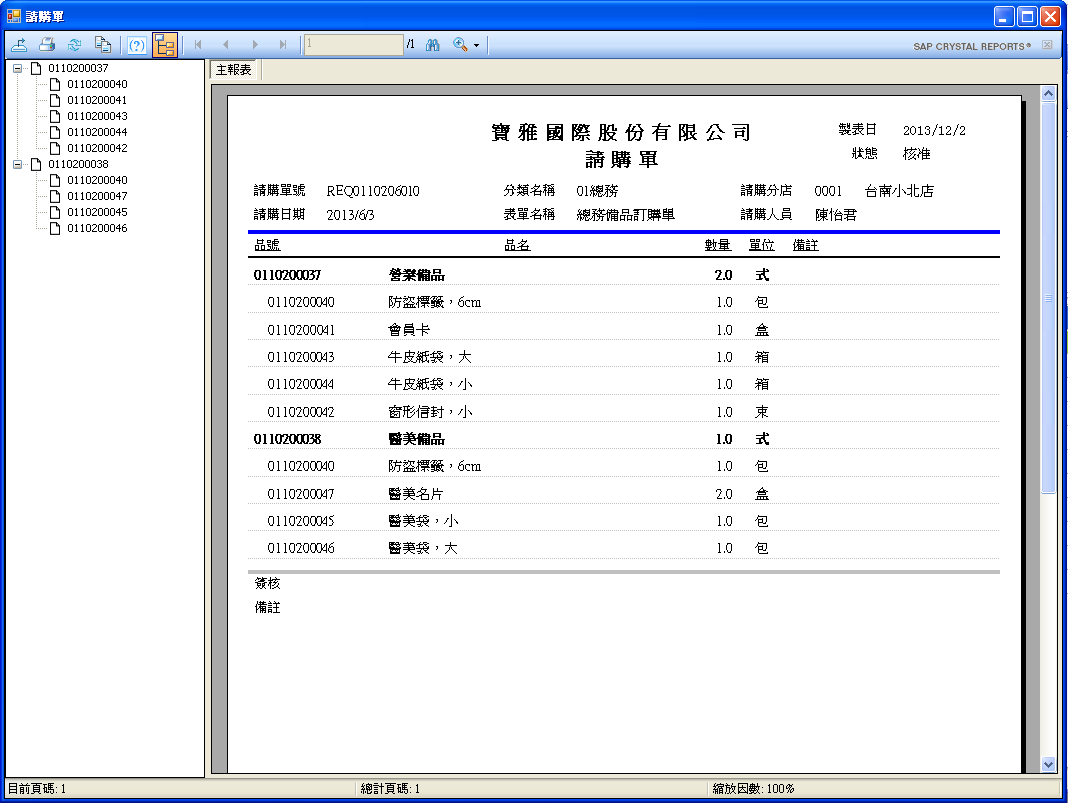 請購單
1 /1
SAP CRYSTAL REPORTS®
0110200037
0110200040
0110200041
0110200043
0110200044
0110200042
0110200038
0110200040
0110200047
0110200045
0110200046
主報表
寶雅國際股份有限公司
製表日 2013/12/2
請購單
狀態 核准
請購單號 REQ0110206010 分類名稱 01總務 請購分店 0001 台南小北店
請購日期 2013/6/3 表單名稱 總務備品訂購單 請購人員 陳怡君
品號 品名 數量 單位 備註
0110200037 營業備品 2.0 式
0110200040 防盜標籤，6cm 1.0 包
0110200041 會員卡 1.0 盒
0110200043 牛皮紙袋，大 1.0 箱
0110200044 牛皮紙袋，小 1.0 箱
0110200042 窗形信封，小 1.0 束
0110200038 醫美備品 1.0 式
0110200040 防盜標籤，6cm 1.0 包
0110200047 醫美名片 2.0 盒
0110200045 醫美袋，小 1.0 包
0110200046 醫美袋，大 1.0 包
簽核
備註
目前頁碼: 1 總計頁碼: 1 縮放因數: 100%